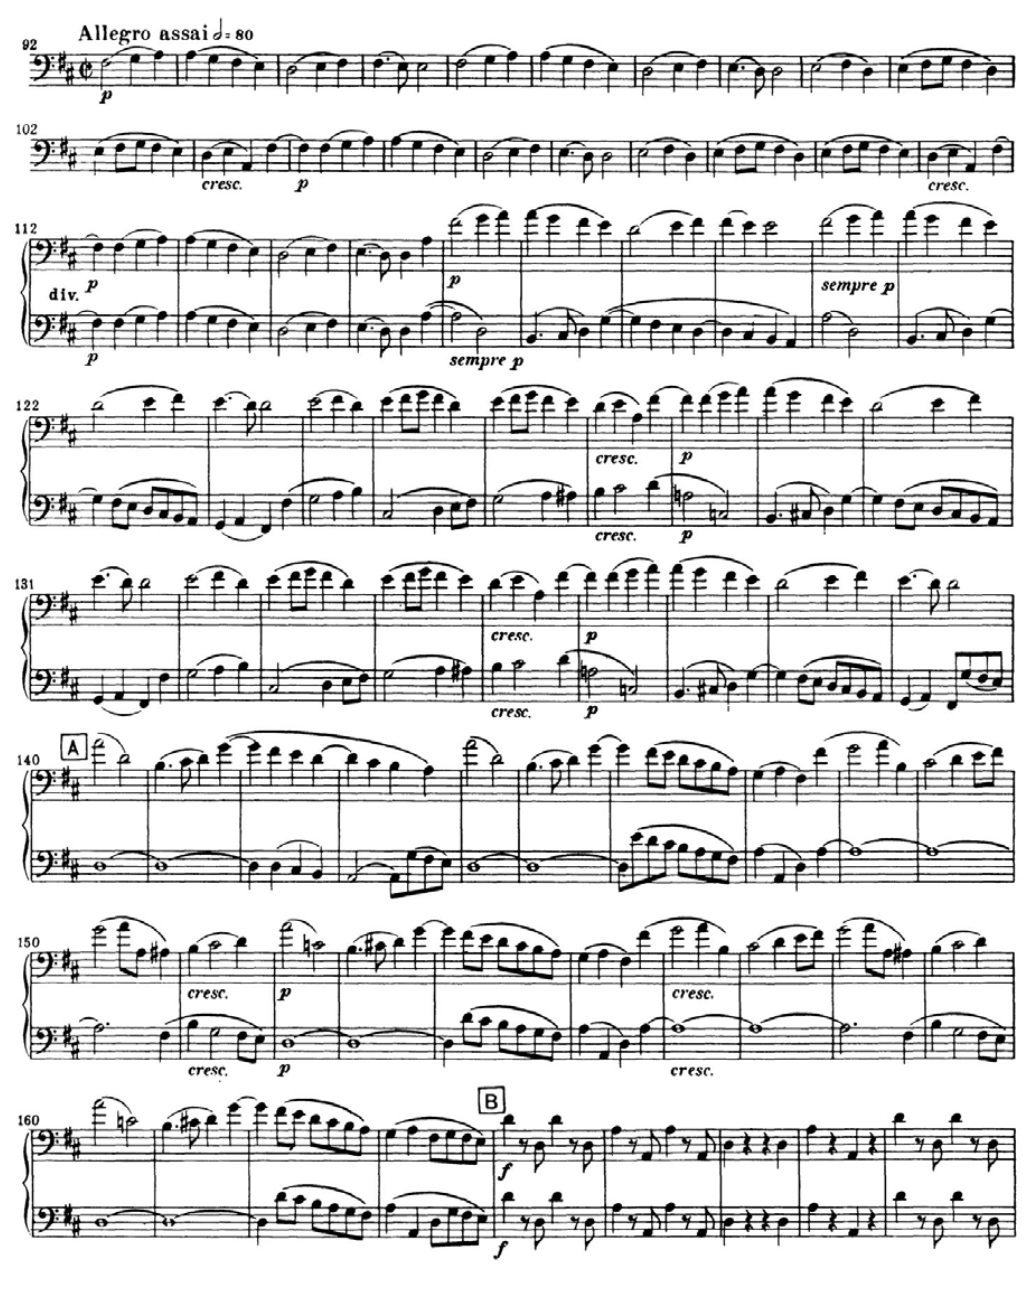 Allegro assai 𝅗𝅥= 80
92
p
102
cresc. p cresc.
112
p p sempre p
div.
p sempre p
122
cresc. p
cresc. p
131
cresc. p
cresc. p
A
140
150
cresc. p cresc.
cresc. p cresc.
B
160
f
f